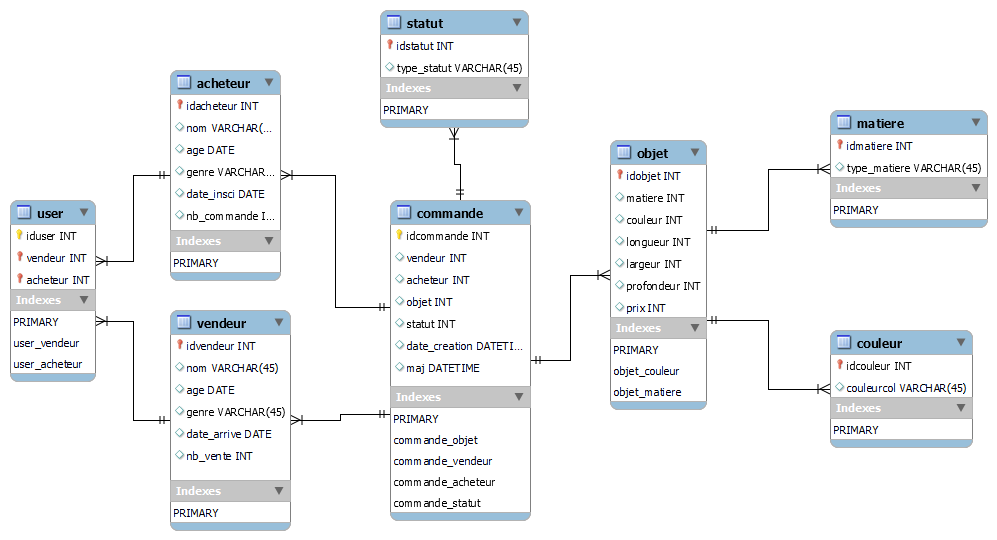 statut
idstatut INT
type_statut VARCHAR(45)
Indexes
PRIMARY
acheteur
idacheteur INT
nom VARCHAR(...
age DATE
genre VARCHAR...
date_insci DATE
nb_commande I...
Indexes
PRIMARY
user
iduser INT
vendeur INT
acheteur INT
Indexes
PRIMARY
user_vendeur
user_acheteur
vendeur
idvendeur INT
nom VARCHAR(45)
age DATE
genre VARCHAR(45)
date_arrive DATE
nb_vente INT
Indexes
PRIMARY
commande
idcommande INT
vendeur INT
acheteur INT
objet INT
statut INT
date_creation DATETI...
maj DATETIME
Indexes
PRIMARY
commande_objet
commande_vendeur
commande_acheteur
commande_statut
objet
idobjet INT
matiere INT
couleur INT
longueur INT
largeur INT
profondeur INT
prix INT
Indexes
PRIMARY
objet_couleur
objet_matiere
matiere
idmatiere INT
type_matiere VARCHAR(45)
Indexes
PRIMARY
couleur
idcouleur INT
couleurcol VARCHAR(45)
Indexes
PRIMARY